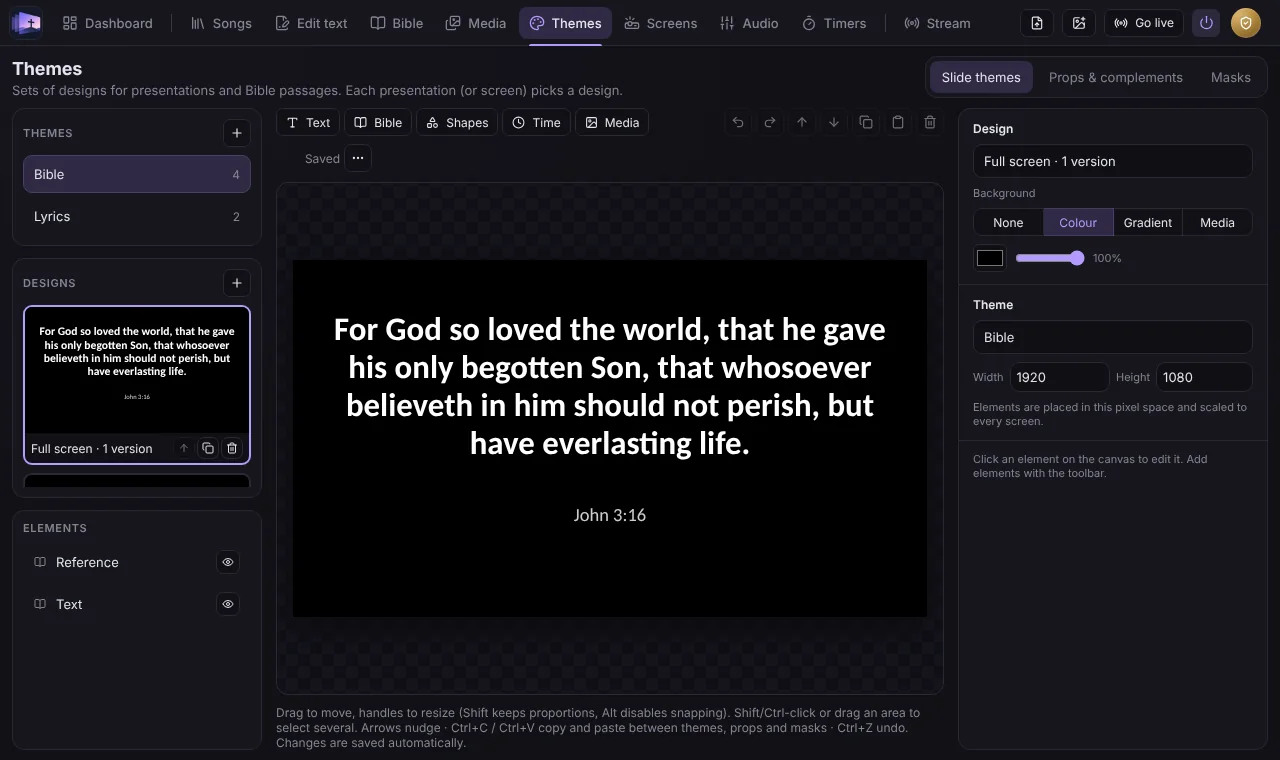 Dashboard
Songs
Edit text
Bible
Media
Themes
Screens
Audio
Timers
Stream
Go live
Themes
Sets of designs for presentations and Bible passages. Each presentation (or screen) picks a design.
Slide themes
Props & complements
Masks
THEMES
Bible 4
Lyrics 2
DESIGNS
For God so loved the world, that he gave
his only begotten Son, that whosoever
believeth in him should not perish, but
have everlasting life.
John 3:16
Full screen · 1 version
ELEMENTS
Reference
Text
Text
Bible
Shapes
Time
Media
Saved
For God so loved the world, that he gave
his only begotten Son, that whosoever
believeth in him should not perish, but
have everlasting life.
John 3:16
Drag to move, handles to resize (Shift keeps proportions, Alt disables snapping). Shift/Ctrl-click or drag an area to
select several. Arrows nudge · Ctrl+C / Ctrl+V copy and paste between themes, props and masks · Ctrl+Z undo.
Changes are saved automatically.
Design
Full screen · 1 version
Background
None
Colour
Gradient
Media
100%
Theme
Bible
Width 1920 Height 1080
Elements are placed in this pixel space and scaled to
every screen.
Click an element on the canvas to edit it. Add
elements with the toolbar.